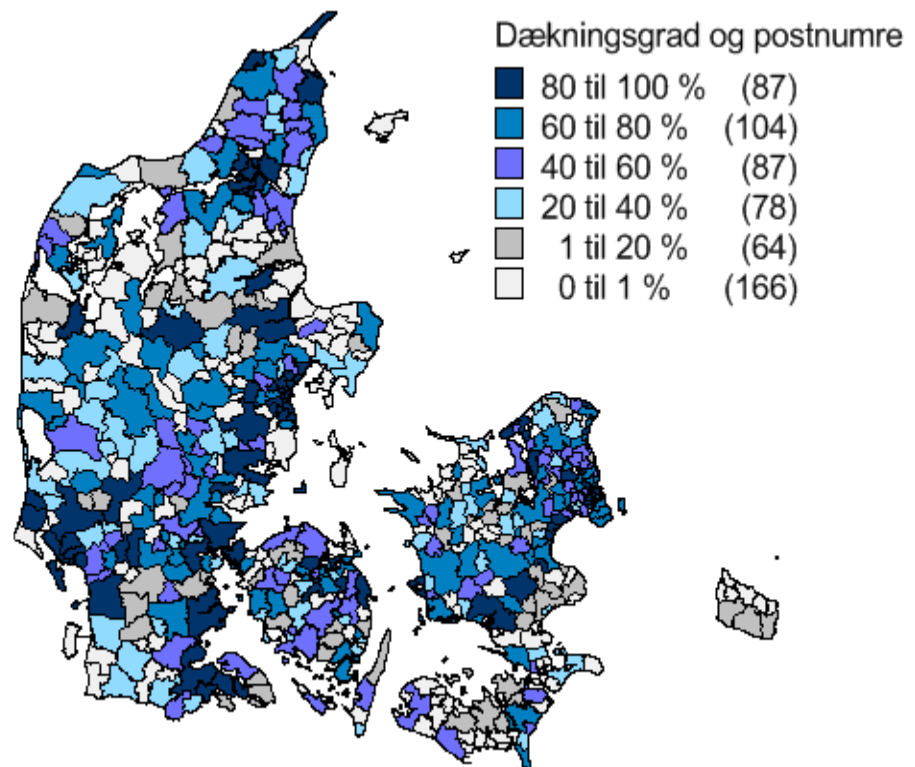 Dækningsgrad og postnumre
80 til 100 % (87)
60 til 80 % (104)
40 til 60 % (87)
20 til 40 % (78)
1 til 20 % (64)
0 til 1 % (166)